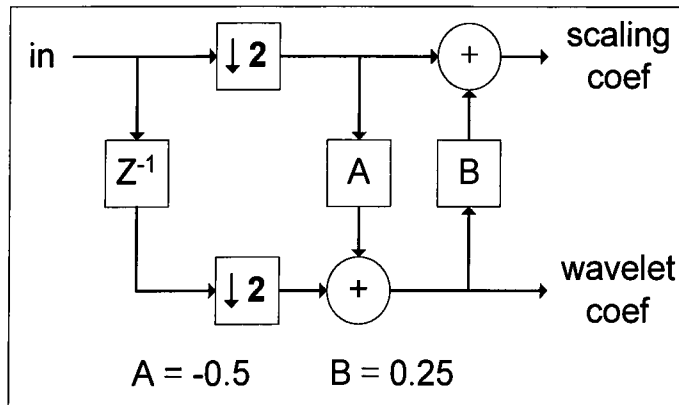 in
↓2
+
scaling
coef
Z⁻¹
A
B
↓2
+
wavelet
coef
A = -0.5
B = 0.25